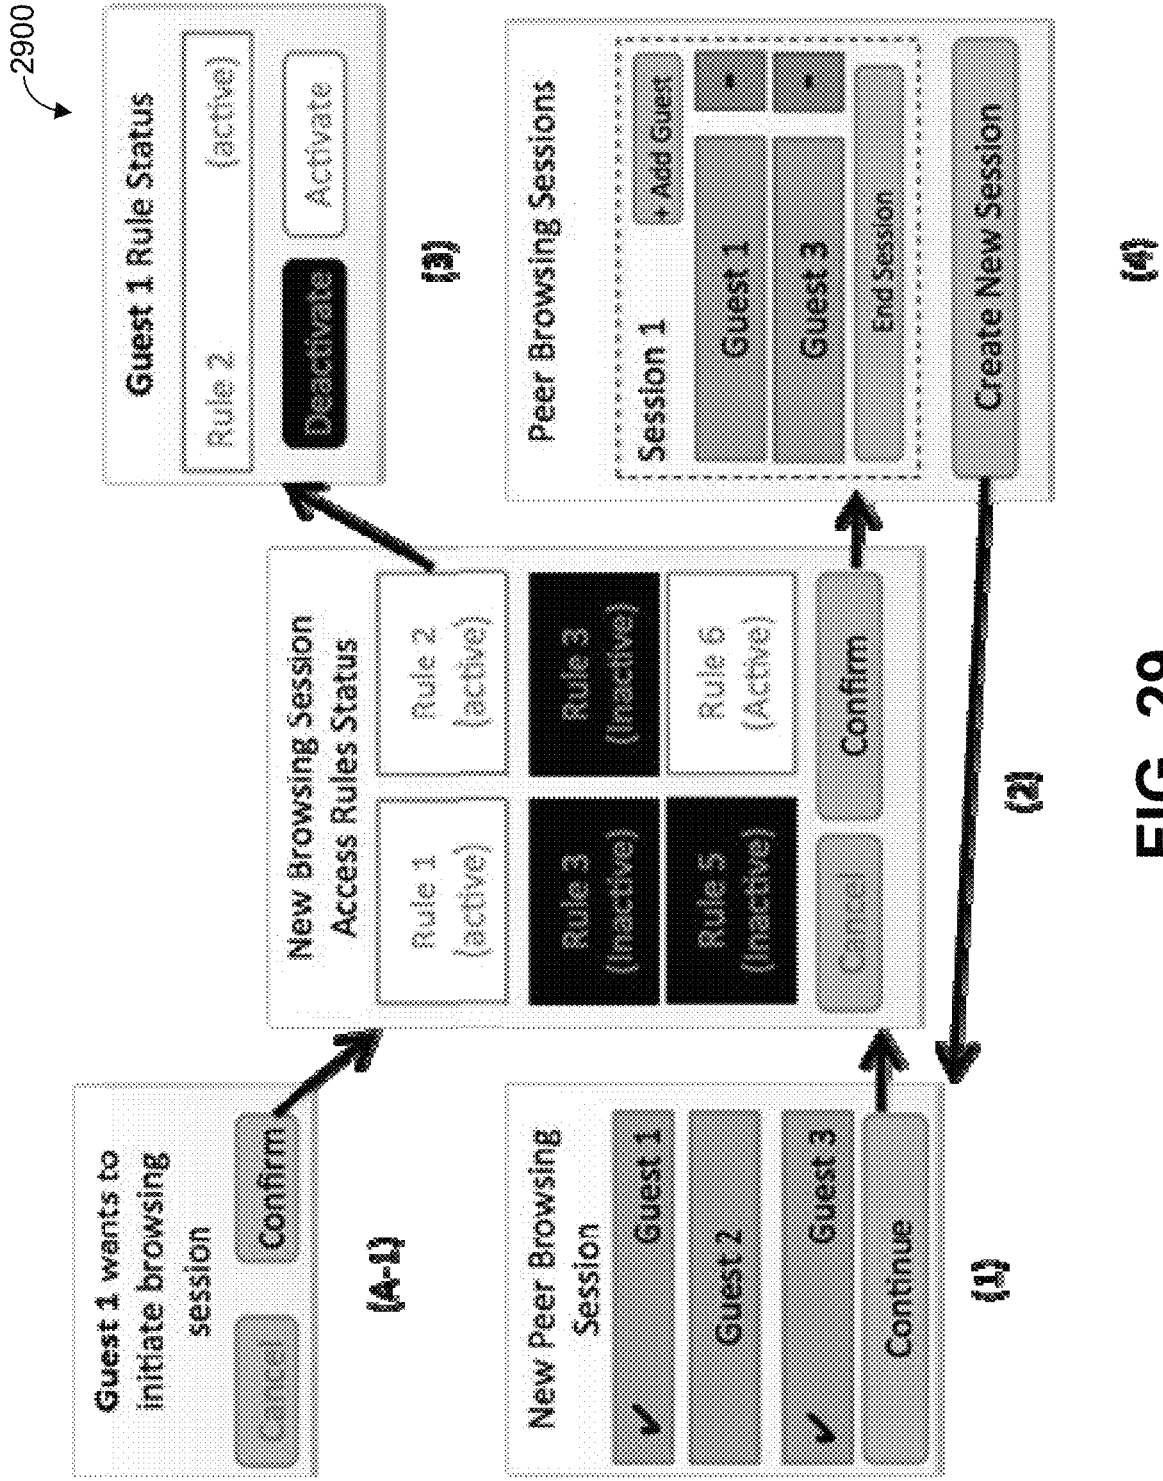 2900
Guest 1 wants to
initiate browsing
session
Cancel
Confirm
(A-1)
New Peer Browsing
Session
✓ Guest 1
Guest 2
✓ Guest 3
Continue
(1)
New Browsing Session
Access Rules Status
Rule 1
(active)
Rule 2
(active)
Rule 3
(Inactive)
Rule 3
(Inactive)
Rule 5
(Inactive)
Rule 6
(Active)
Cancel
Confirm
(2)
Guest 1 Rule Status
Rule 2 (active)
Deactivate
Activate
(3)
Peer Browsing Sessions
Session 1
+ Add Guest
Guest 1 -
Guest 3 -
End Session
Create New Session
(4)
FIG. 29